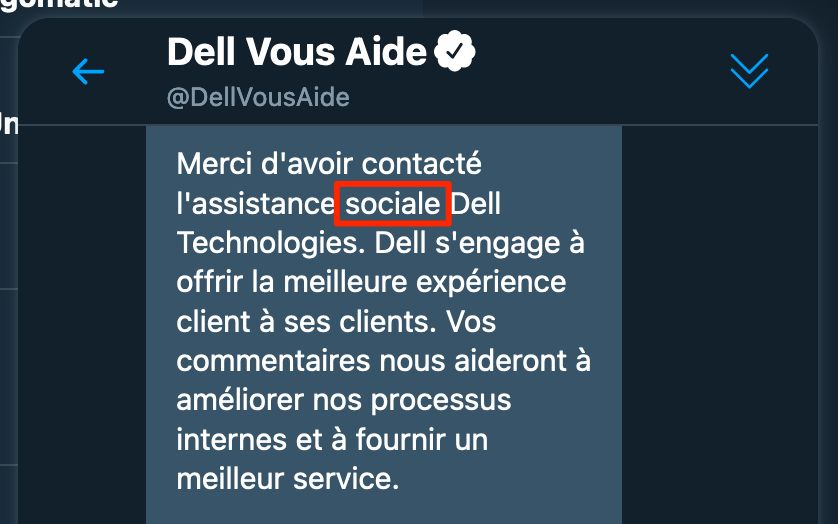 gomatic
Dell Vous Aide
@DellVousAide
Un
Merci d'avoir contacté
l'assistance sociale Dell
Technologies. Dell s'engage à
offrir la meilleure expérience
client à ses clients. Vos
commentaires nous aideront à
améliorer nos processus
internes et à fournir un
meilleur service.